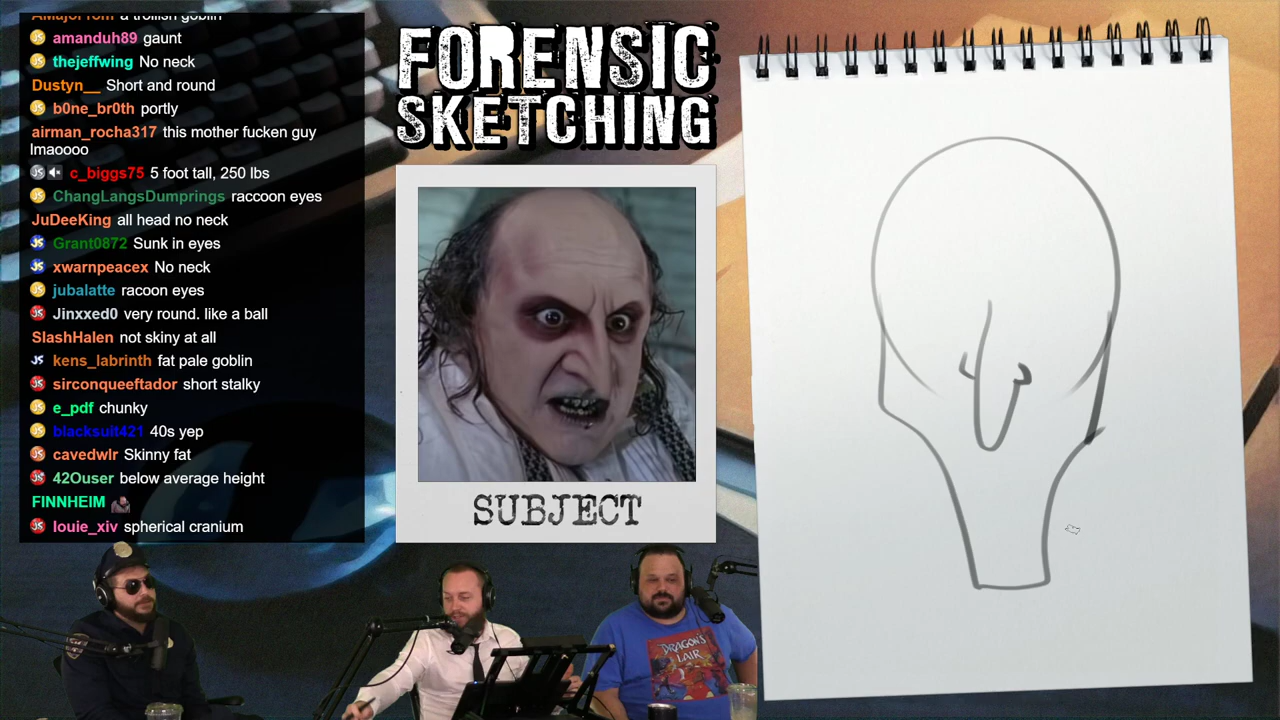 AMajorTom a trollish goblin
amanduh89 gaunt
thejeffwing No neck
Dustyn__ Short and round
b0ne_br0th portly
airman_rocha317 this mother fucken guy
lmaoooo
c_biggs75 5 foot tall, 250 lbs
ChangLangsDumprings raccoon eyes
JuDeeKing all head no neck
Grant0872 Sunk in eyes
xwarnpeacex No neck
jubalatte racoon eyes
Jinxxed0 very round. like a ball
SlashHalen not skiny at all
JS kens_labrinth fat pale goblin
sirconqueeftador short stalky
e_pdf chunky
blacksuit421 40s yep
cavedwlr Skinny fat
42Ouser below average height
FINNHEIM
louie_xiv spherical cranium
FORENSIC
SKETCHING
SUBJECT
DRAGON'S
LAIR